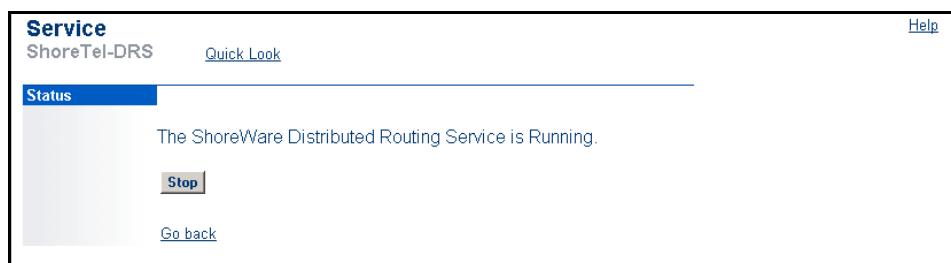 Service
Help
ShoreTel-DRS
Quick Look
Status
The ShoreWare Distributed Routing Service is Running.
Stop
Go back